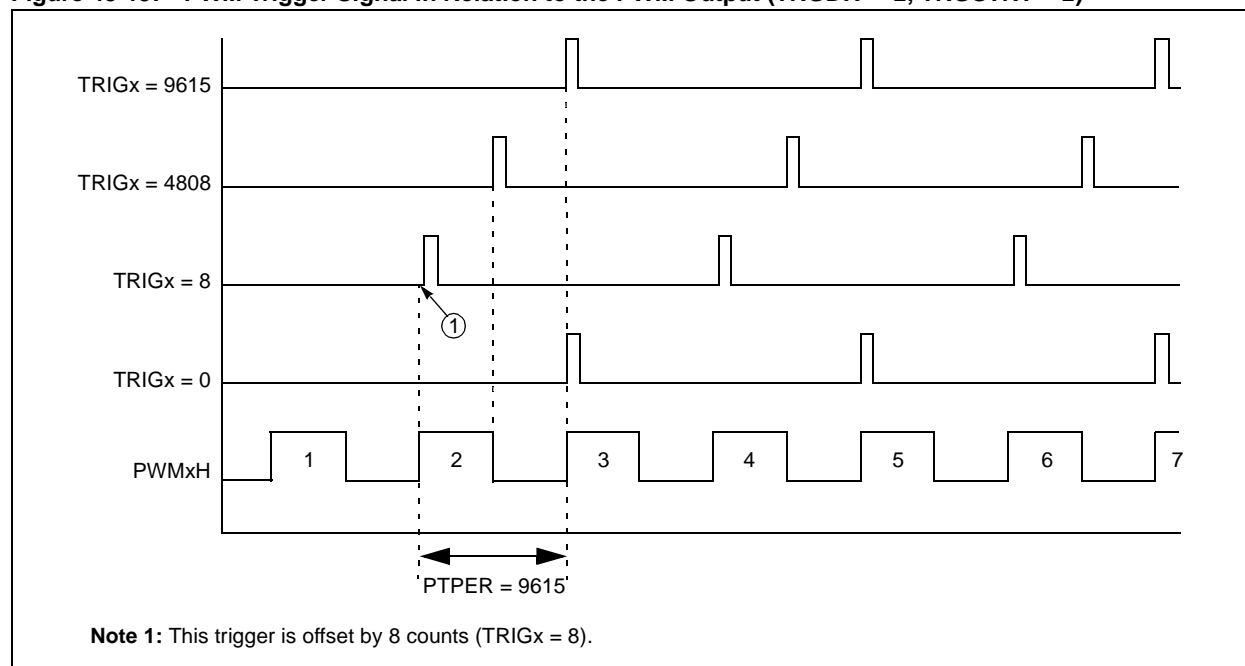 TRIGx = 9615
TRIGx = 4808
TRIGx = 8
1
TRIGx = 0
PWMxH
1 2 3 4 5 6 7
PTPER = 9615
Note 1: This trigger is offset by 8 counts (TRIGx = 8).